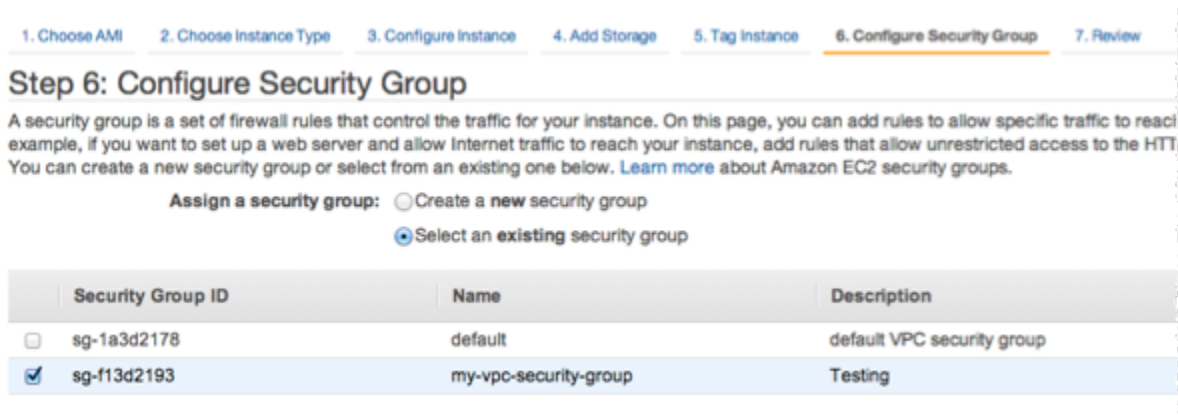 1. Choose AMI 2. Choose Instance Type 3. Configure Instance 4. Add Storage 5. Tag Instance 6. Configure Security Group 7. Review
Step 6: Configure Security Group
A security group is a set of firewall rules that control the traffic for your instance. On this page, you can add rules to allow specific traffic to reach
example, if you want to set up a web server and allow Internet traffic to reach your instance, add rules that allow unrestricted access to the HTT
You can create a new security group or select from an existing one below. Learn more about Amazon EC2 security groups.
Assign a security group: Create a new security group
Select an existing security group
Security Group ID Name Description
sg-1a3d2178 default default VPC security group
sg-f13d2193 my-vpc-security-group Testing